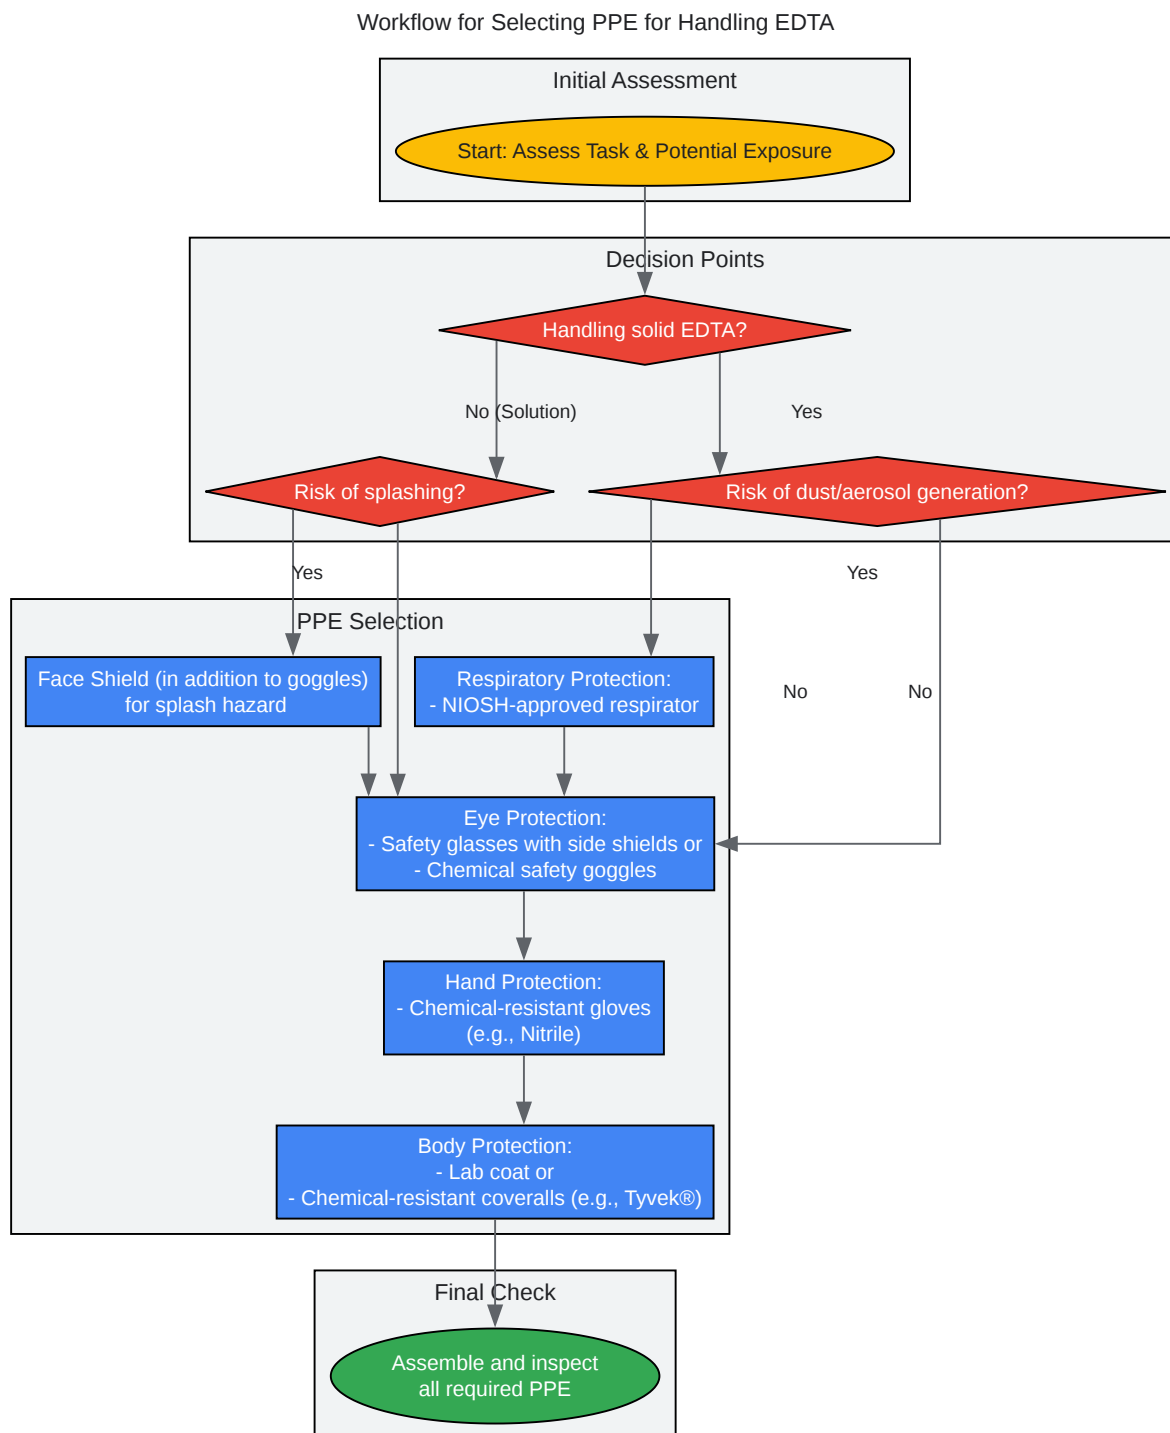 Workflow for Selecting PPE for Handling EDTA
Initial Assessment
Start: Assess Task & Potential Exposure
Decision Points
Handling solid EDTA?
No (Solution)
Yes
Risk of splashing?
Risk of dust/aerosol generation?
Yes
Yes
PPE Selection
Face Shield (in addition to goggles)
for splash hazard
Respiratory Protection:
- NIOSH-approved respirator
No
No
Eye Protection:
- Safety glasses with side shields or
- Chemical safety goggles
Hand Protection:
- Chemical-resistant gloves
(e.g., Nitrile)
Body Protection:
- Lab coat or
- Chemical-resistant coveralls (e.g., Tyvek®)
Final Check
Assemble and inspect
all required PPE